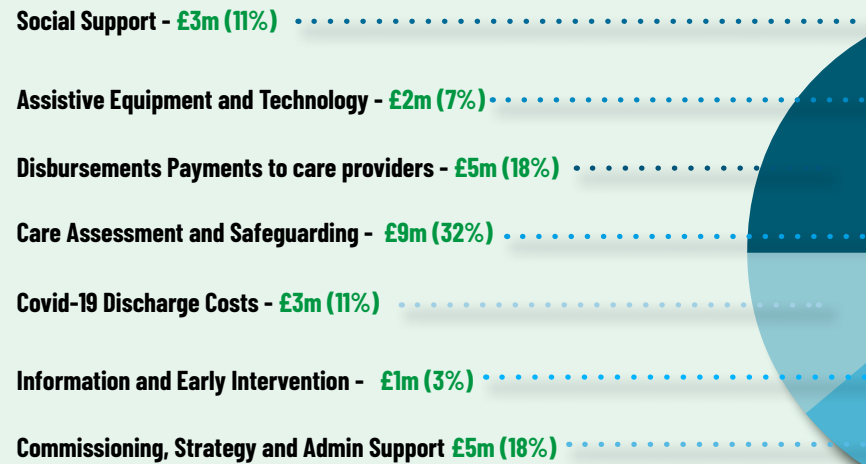 Social Support - £3m (11%)
Assistive Equipment and Technology - £2m (7%)
Disbursements Payments to care providers - £5m (18%)
Care Assessment and Safeguarding - £9m (32%)
Covid-19 Discharge Costs - £3m (11%)
Information and Early Intervention - £1m (3%)
Commissioning, Strategy and Admin Support £5m (18%)